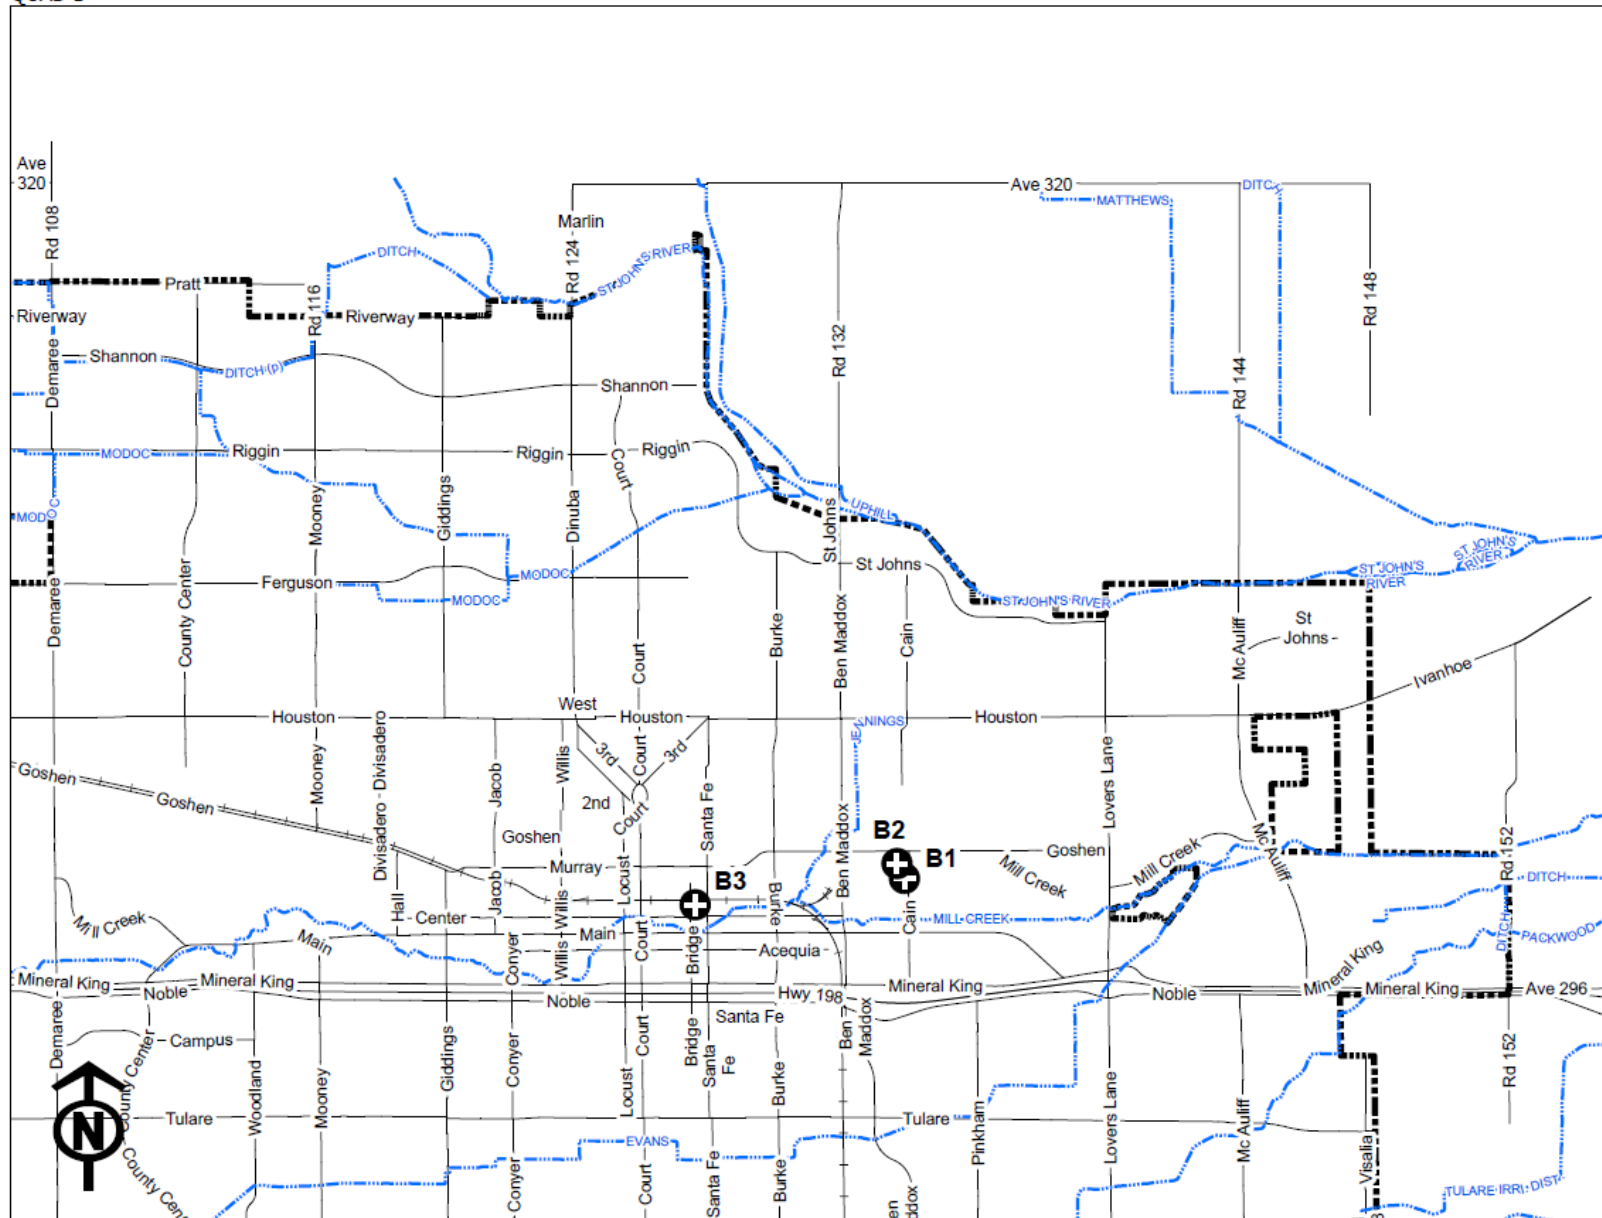 Ave
320
Rd 108
Marlin
Rd 124
Ave 320
DITCH
MATTHEWS
DITCH
ST JOHN'S RIVER
Pratt
Rd 116
Riverway
Riverway
Rd 148
Rd 132
Demaree
Shannon
DITCH (p)
Shannon
Rd 144
MODOC
Riggin
Riggin
Court
Riggin
MODOC
Mooney
Giddings
Dinuba
St Johns
UPHILL
St Johns
ST JOHN'S
RIVER
ST JOHN'S
RIVER
Ferguson
MODOC
MODOC
ST JOHN'S RIVER
Demaree
County Center
Court
Burke
Ben Maddox
Cain
Mc Auliff
St
Johns
Ivanhoe
West
Houston
Houston
JENNINGS
Houston
Goshen
Goshen
Mooney
Divisadero - Divisadero
Jacob
Willis
3rd
Court
3rd
2nd
Court
Santa Fe
Ben Maddox
Lovers Lane
Mc Auliff
Rd 152
Goshen
Murray
B2
B1
Goshen
Mill Creek
Mill Creek
B3
Hall
Jacob
Willis
Locust
Burke
Cain
MILL CREEK
DITCH
DITCH
PACKWOOD
Mill Creek
Center
Main
Main
Court
Bridge
Acequia
Conyer
Willis
Mineral King
Mineral King
Noble
Noble
Hwy 198
Mineral King
Noble
Mineral King
Mineral King
Ave 296
Santa Fe
Demaree
County Center
Campus
Woodland
Mooney
Giddings
Conyer
Locust
Court
Bridge
Santa
Fe
Burke
Ben
Maddox
Pinkham
Lovers Lane
Mc Auliff
Rd 152
N
Tulare
Tulare
EVANS
Conyer
Court
Santa Fe
Burke
Visalia
TULARE IRRI. DIST